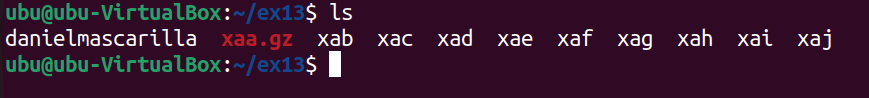 ubu@ubu-VirtualBox:~/ex13$ ls
danielmascarilla xaa.gz xab xac xad xae xaf xag xah xai xaj
ubu@ubu-VirtualBox:~/ex13$